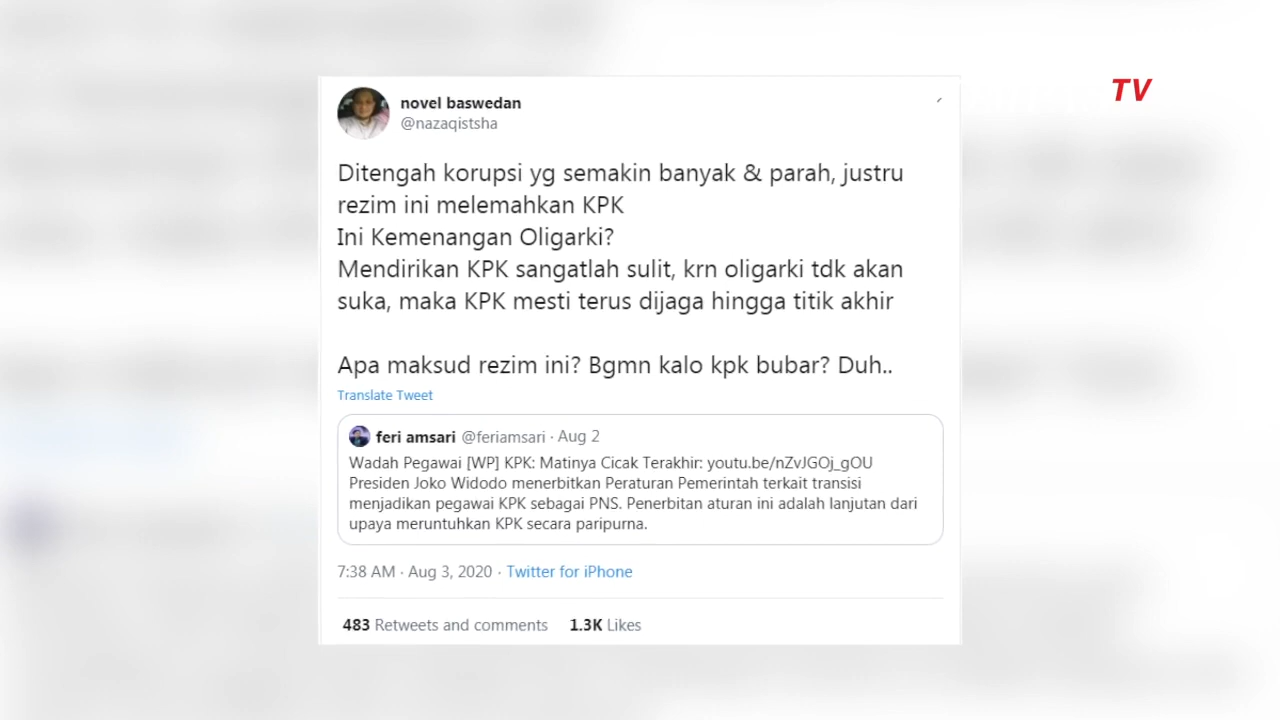 TV
novel baswedan
@nazaqistsha
Ditengah korupsi yg semakin banyak & parah, justru
rezim ini melemahkan KPK
Ini Kemenangan Oligarki?
Mendirikan KPK sangatlah sulit, krn oligarki tdk akan
suka, maka KPK mesti terus dijaga hingga titik akhir
Apa maksud rezim ini? Bgmn kalo kpk bubar? Duh..
Translate Tweet
feri amsari @feriamsari · Aug 2
Wadah Pegawai [WP] KPK: Matinya Cicak Terakhir: youtu.be/nZvJGOj_gOU
Presiden Joko Widodo menerbitkan Peraturan Pemerintah terkait transisi
menjadikan pegawai KPK sebagai PNS. Penerbitan aturan ini adalah lanjutan dari
upaya meruntuhkan KPK secara paripurna.
7:38 AM · Aug 3, 2020 · Twitter for iPhone
483 Retweets and comments 1.3K Likes